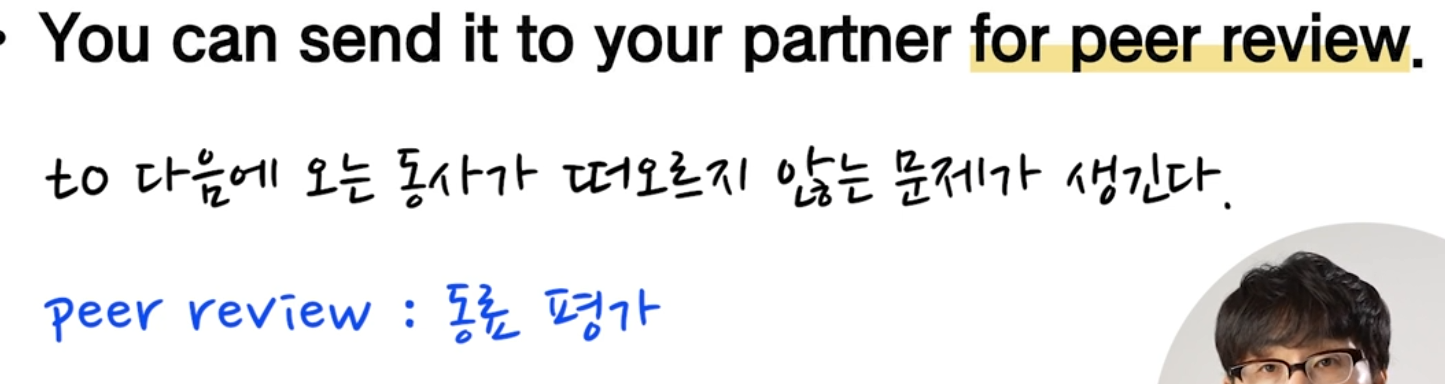 • You can send it to your partner for peer review.
to 다음에 오는 동사가 떠오르지 않는 문제가 생긴다.
peer review : 동료 평가